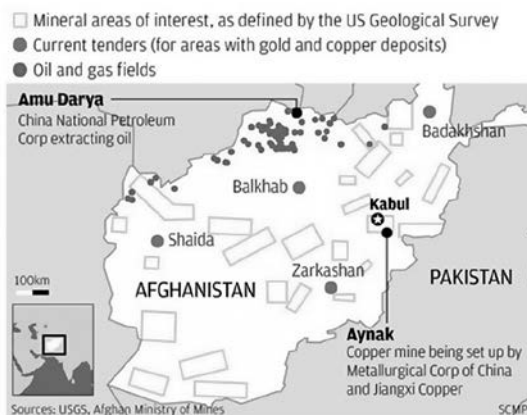 Mineral areas of interest, as defined by the US Geological Survey
Current tenders (for areas with gold and copper deposits)
Oil and gas fields
Amu Darya
China National Petroleum
Corp extracting oil
Badakhshan
Balkhab
Kabul
Shaida
Zarkashan
AFGHANISTAN
PAKISTAN
100km
Aynak
Copper mine being set up by
Metallurgical Corp of China
and Jiangxi Copper
Sources: USGS, Afghan Ministry of Mines
SCMP